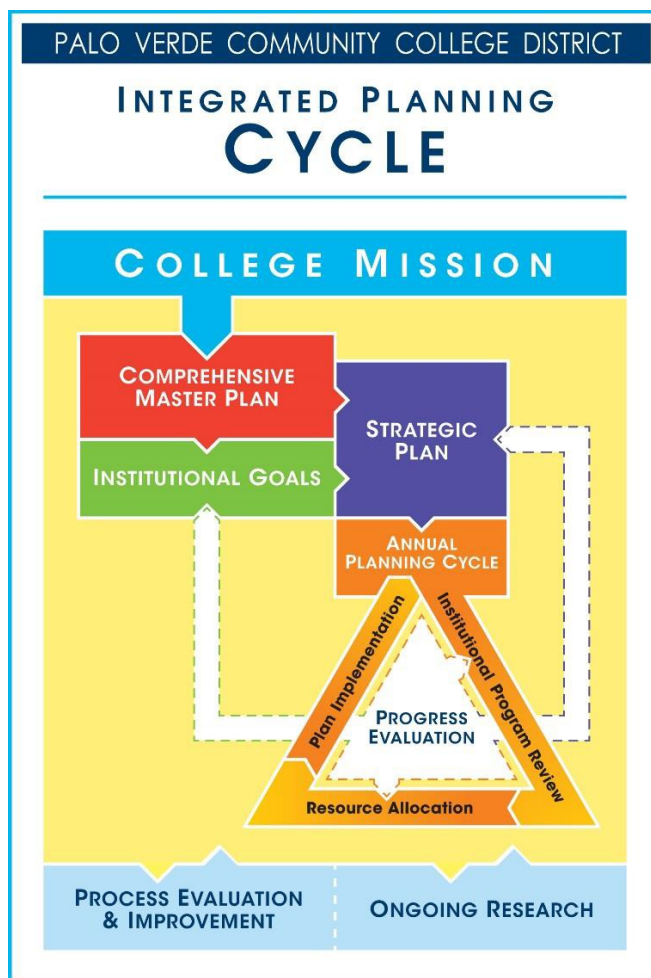 PALO VERDE COMMUNITY COLLEGE DISTRICT
INTEGRATED PLANNING
CYCLE
COLLEGE MISSION
COMPREHENSIVE
MASTER PLAN
STRATEGIC
PLAN
INSTITUTIONAL GOALS
ANNUAL
PLANNING CYCLE
Plan Implementation
Institutional Program Review
PROGRESS
EVALUATION
Resource Allocation
PROCESS EVALUATION
& IMPROVEMENT
ONGOING RESEARCH